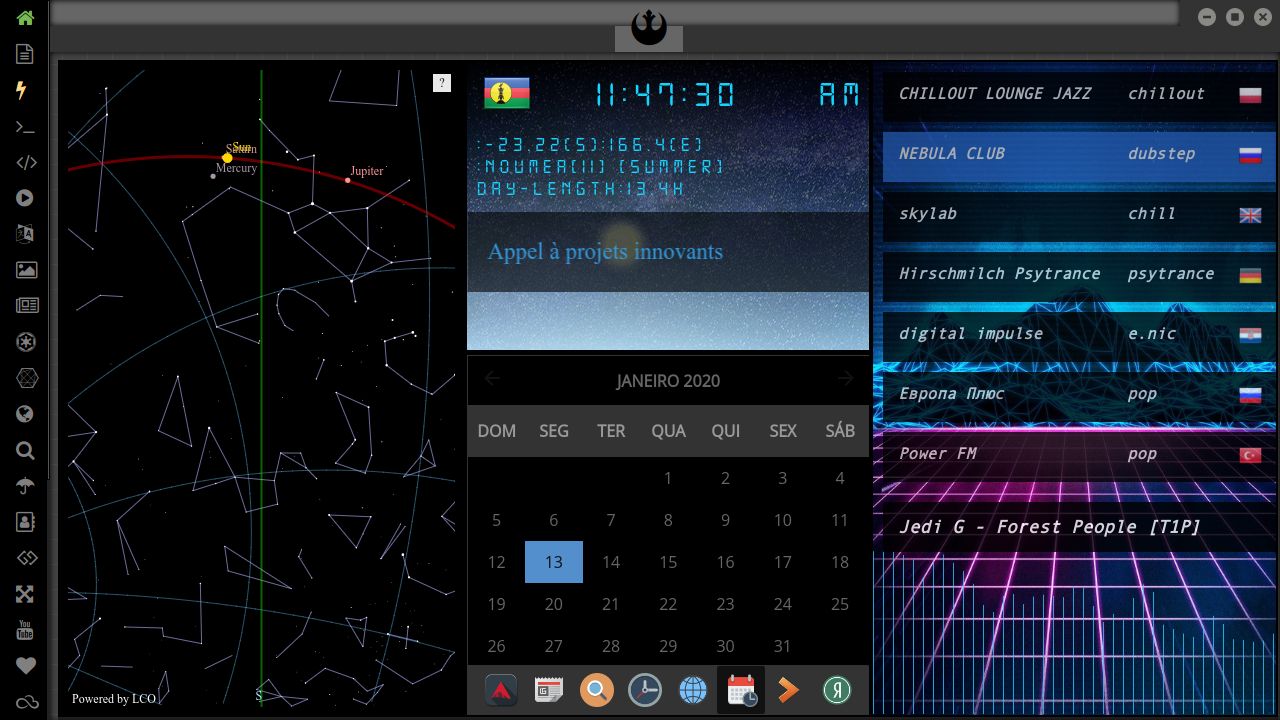 ?
Sun
Saturn
Mercury
Jupiter
Powered by LCO
S
11:47:30 AM
:-23.22(S):166.4(E)
:NOUMEA(11) (SUMMER)
DAY-LENGTH:13.4H
Appel à projets innovants
JANEIRO 2020
DOM SEG TER QUA QUI SEX SÁB
1 2 3 4
5 6 7 8 9 10 11
12 13 14 15 16 17 18
19 20 21 22 23 24 25
26 27 28 29 30 31
CHILLOUT LOUNGE JAZZ chillout
NEBULA CLUB dubstep
skylab chill
Hirschmilch Psytrance psytrance
digital impulse e.nic
Европа Плюс pop
Power FM pop
Jedi G - Forest People [T1P]
You
Tube
Я